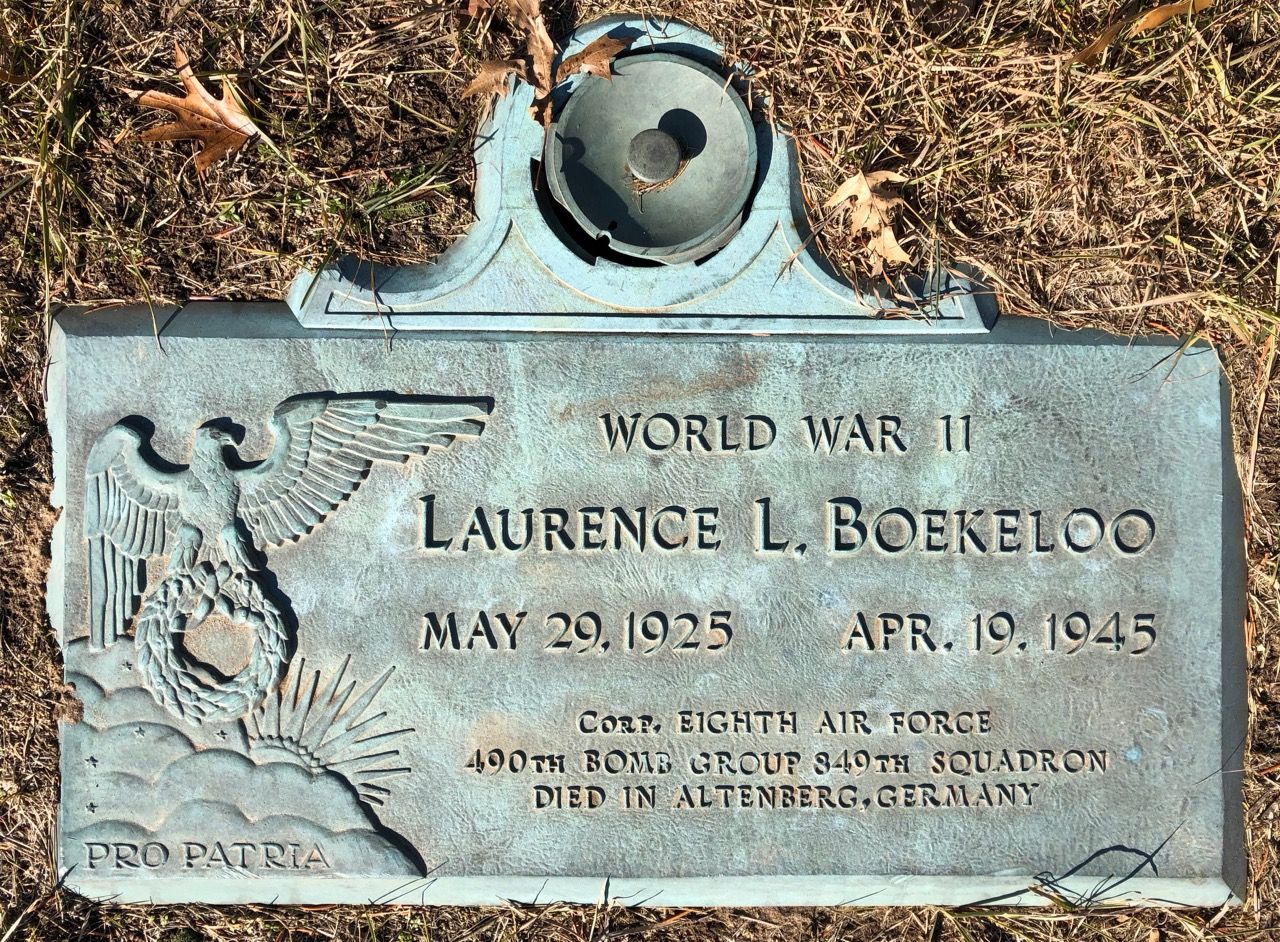 WORLD WAR II
LAURENCE L. BOEKELOO
MAY 29, 1925 APR. 19, 1945
CORP. EIGHTH AIR FORCE
490TH BOMB GROUP 849TH SQUADRON
DIED IN ALTENBERG, GERMANY
PRO PATRIA